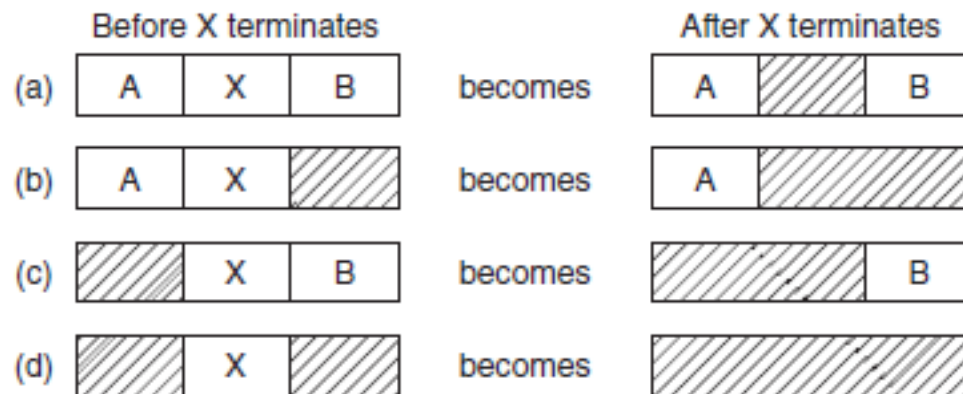 Before X terminates After X terminates
(a) A X B becomes A B
(b) A X becomes A
(c) X B becomes B
(d) X becomes